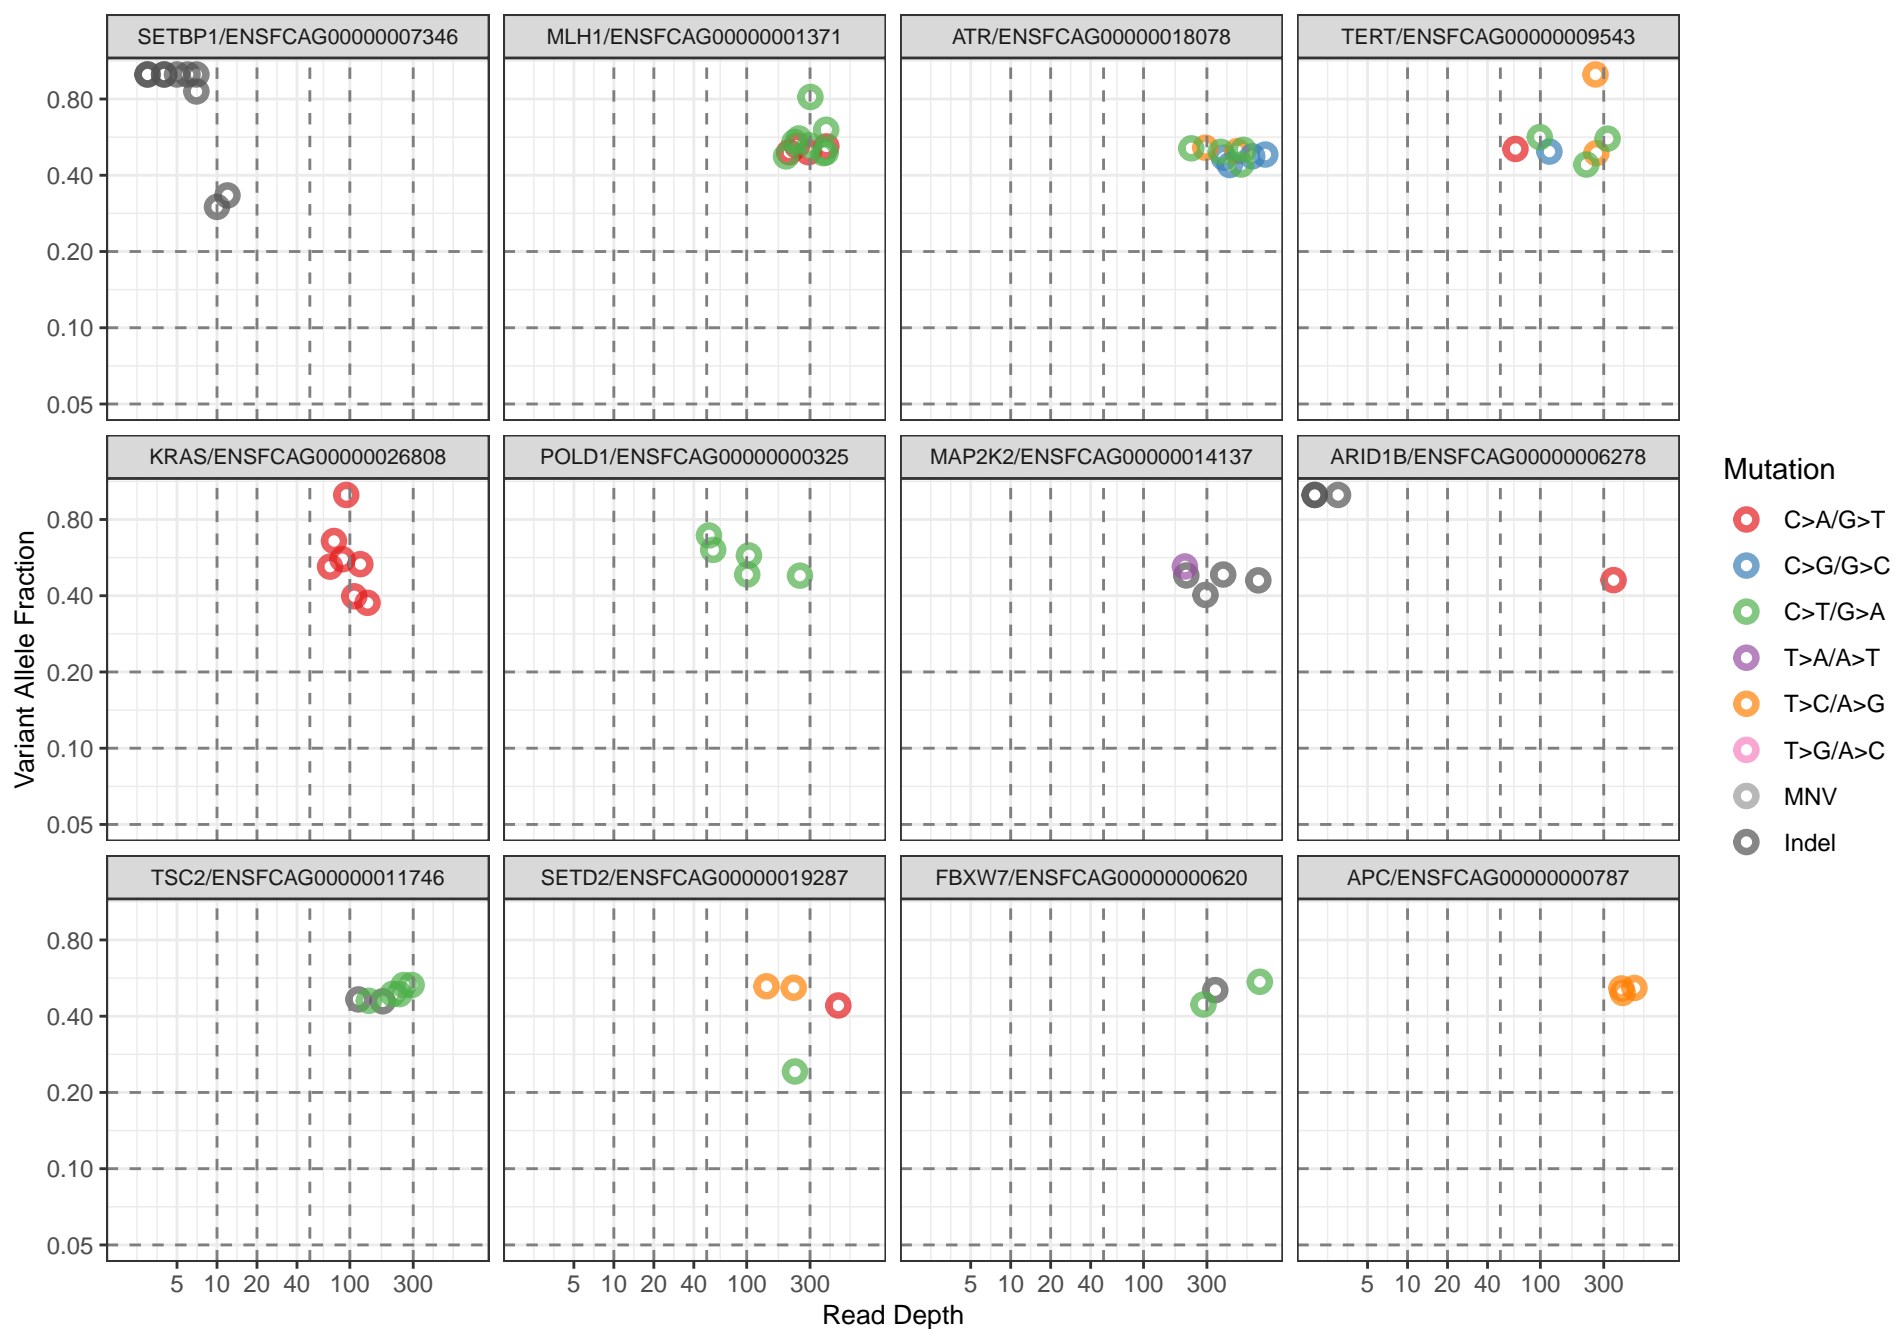 SETBP1/ENSFCAG00000007346
MLH1/ENSFCAG00000001371
ATR/ENSFCAG00000018078
TERT/ENSFCAG00000009543
0.80
0.40
0.20
0.10
0.05
KRAS/ENSFCAG00000026808
POLD1/ENSFCAG00000000325
MAP2K2/ENSFCAG00000014137
ARID1B/ENSFCAG00000006278
0.80
0.40
0.20
0.10
0.05
Variant Allele Fraction
TSC2/ENSFCAG00000011746
SETD2/ENSFCAG00000019287
FBXW7/ENSFCAG00000000620
APC/ENSFCAG00000000787
0.80
0.40
0.20
0.10
0.05
5 10 20 40 100 300
5 10 20 40 100 300
5 10 20 40 100 300
5 10 20 40 100 300
Read Depth
Mutation
C>A/G>T
C>G/G>C
C>T/G>A
T>A/A>T
T>C/A>G
T>G/A>C
MNV
Indel